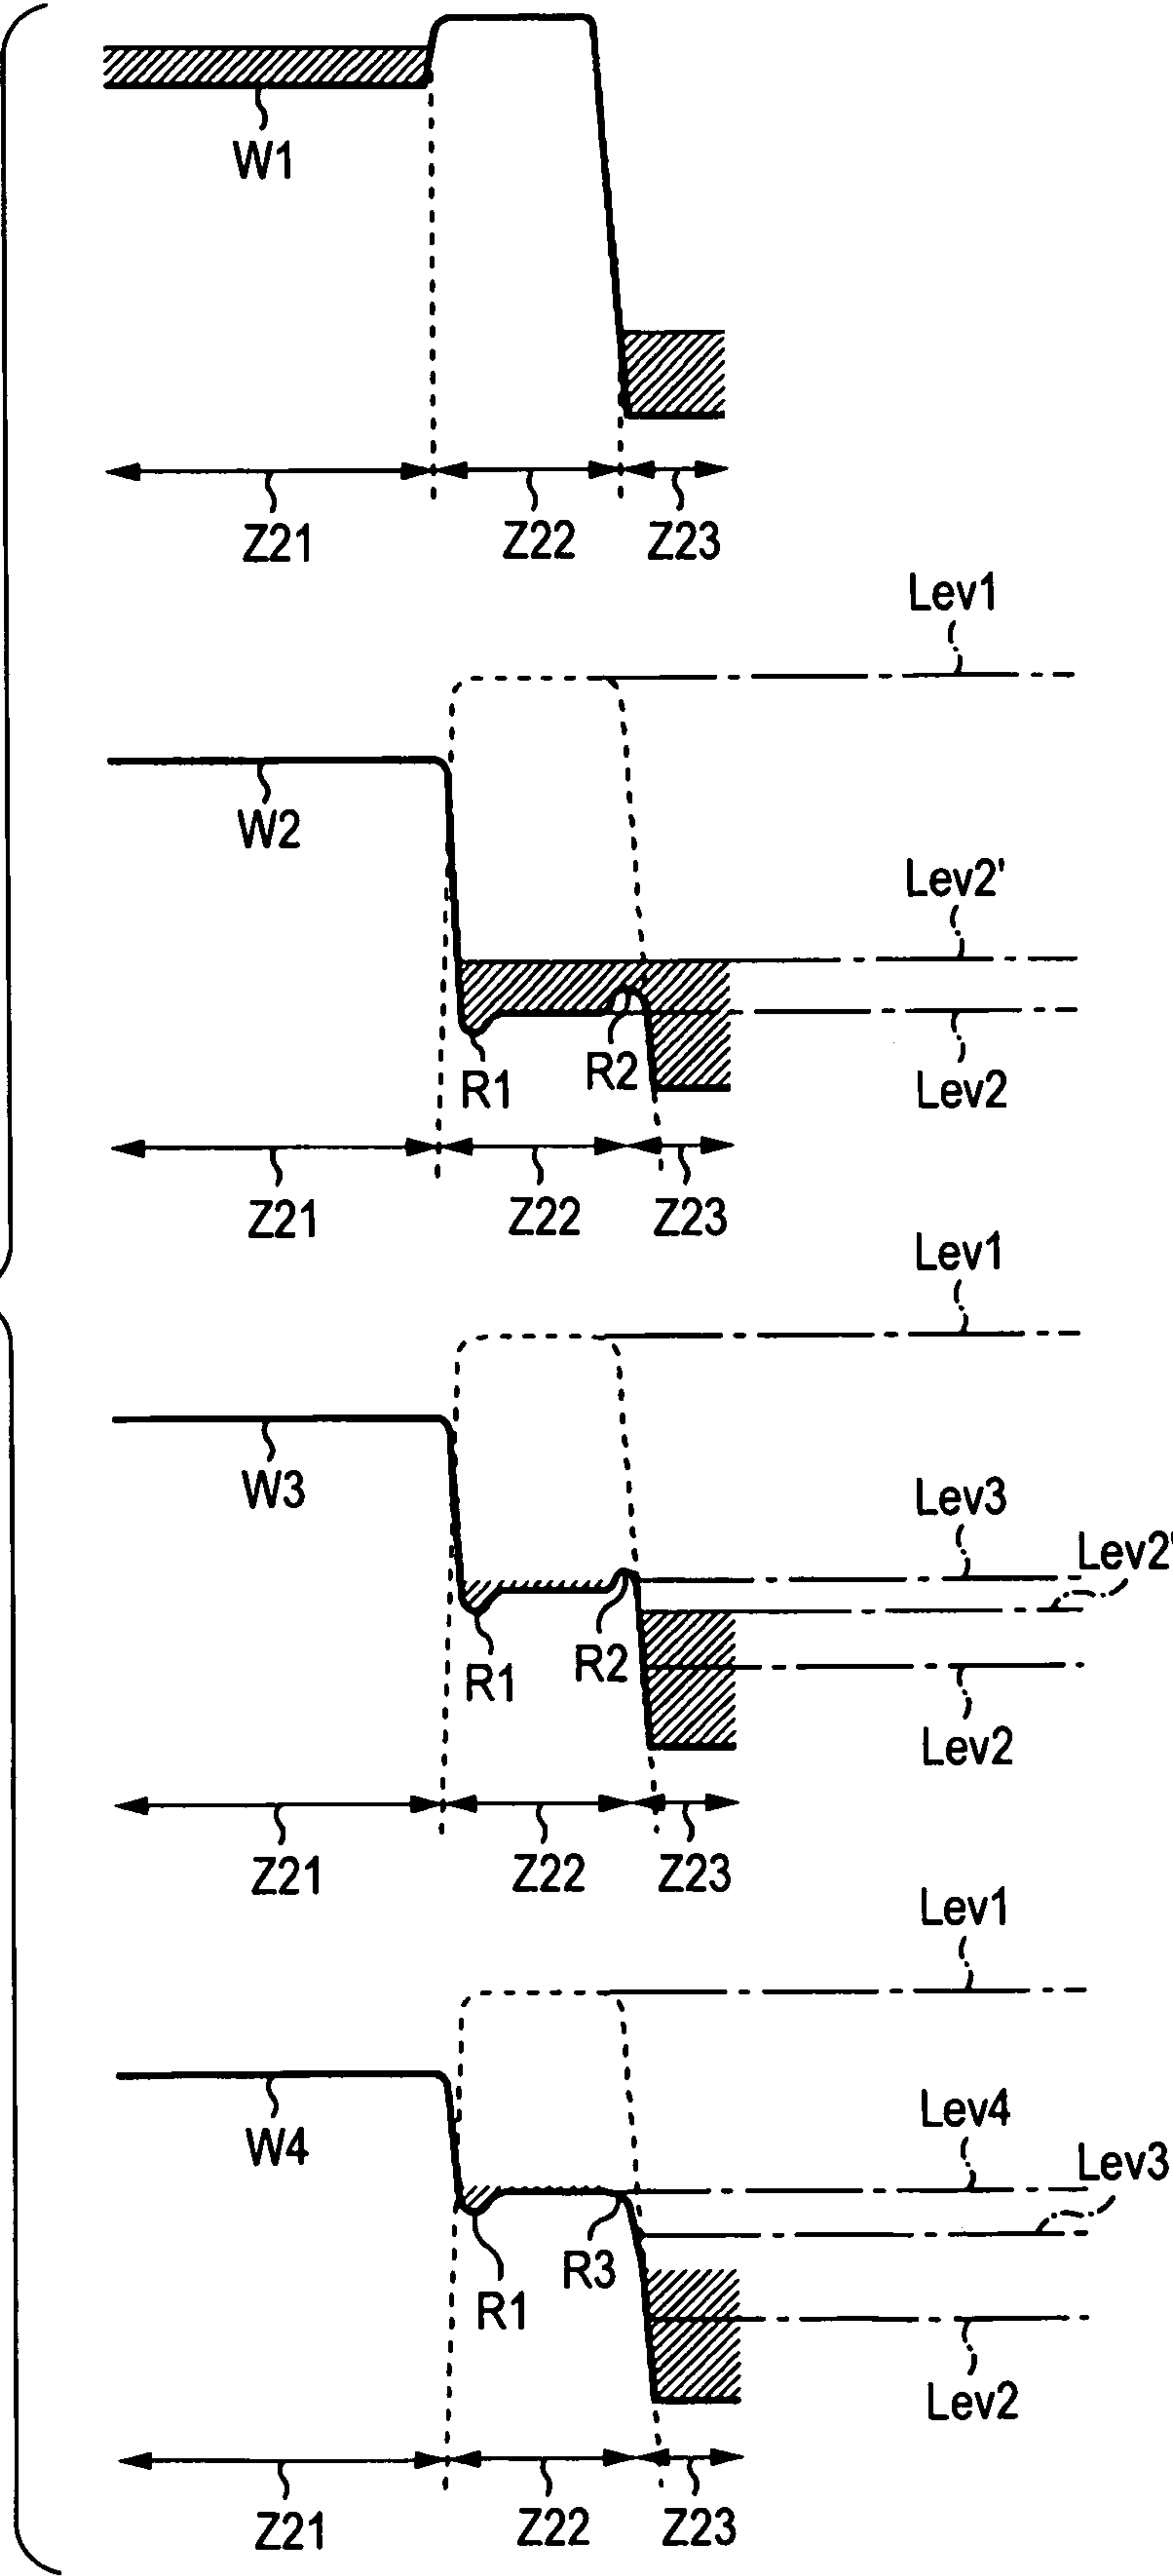 W1
Z21 Z22 Z23
Lev1
W2
Lev2'
R1 R2
Lev2
Z21 Z22 Z23
Lev1
W3
Lev3
Lev2'
R1 R2
Lev2
Z21 Z22 Z23
Lev1
W4
Lev4
Lev3
R1 R3
Lev2
Z21 Z22 Z23